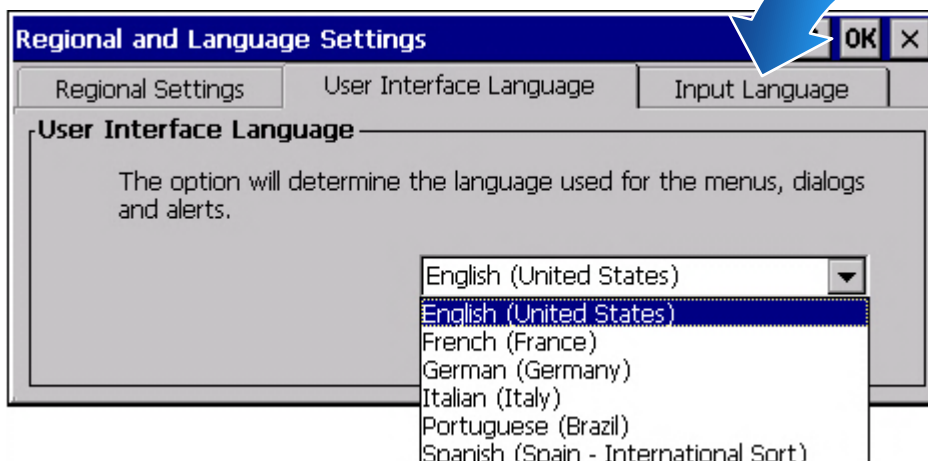 Regional and Language Settings
OK ×
Regional Settings
User Interface Language
Input Language
User Interface Language
The option will determine the language used for the menus, dialogs
and alerts.
English (United States)
English (United States)
French (France)
German (Germany)
Italian (Italy)
Portuguese (Brazil)
Spanish (Spain - International Sort)